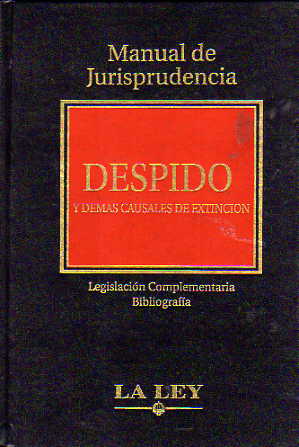 Manual de
Jurisprudencia
DESPIDO
Y DEMAS CAUSALES DE EXTINCION
Legislación Complementaria
Bibliografía
LA LEY